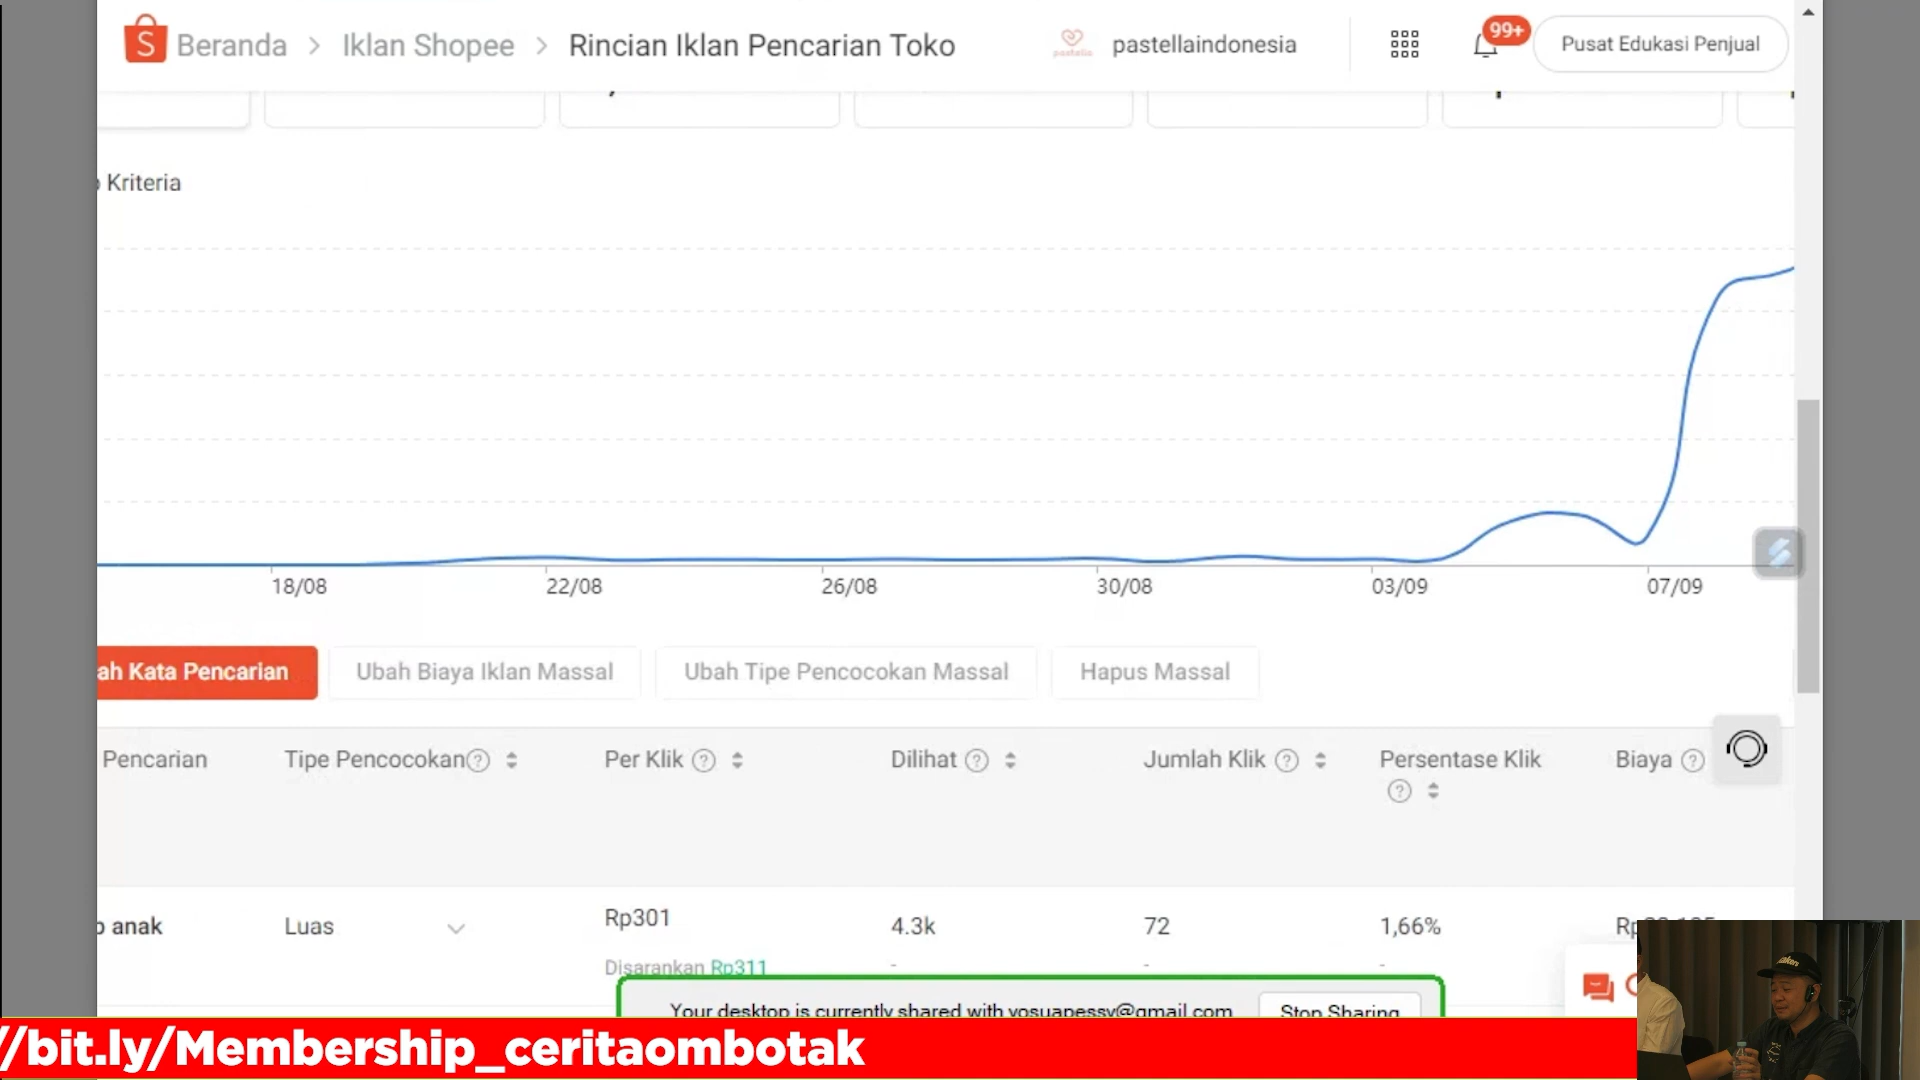 Beranda > Iklan Shopee > Rincian Iklan Pencarian Toko
pastella
pastellaindonesia
99+
Pusat Edukasi Penjual
Kriteria
18/08 22/08 26/08 30/08 03/09 07/09
ah Kata Pencarian
Ubah Biaya Iklan Massal
Ubah Tipe Pencocokan Massal
Hapus Massal
Pencarian Tipe Pencocokan Per Klik Dilihat Jumlah Klik Persentase Klik Biaya
anak Luas Rp301 4.3k 72 1,66%
Disarankan Rp311 - - -
Your desktop is currently shared with yosuapessy@gmail.com Stop Sharing
//bit.ly/Membership_ceritaombotak